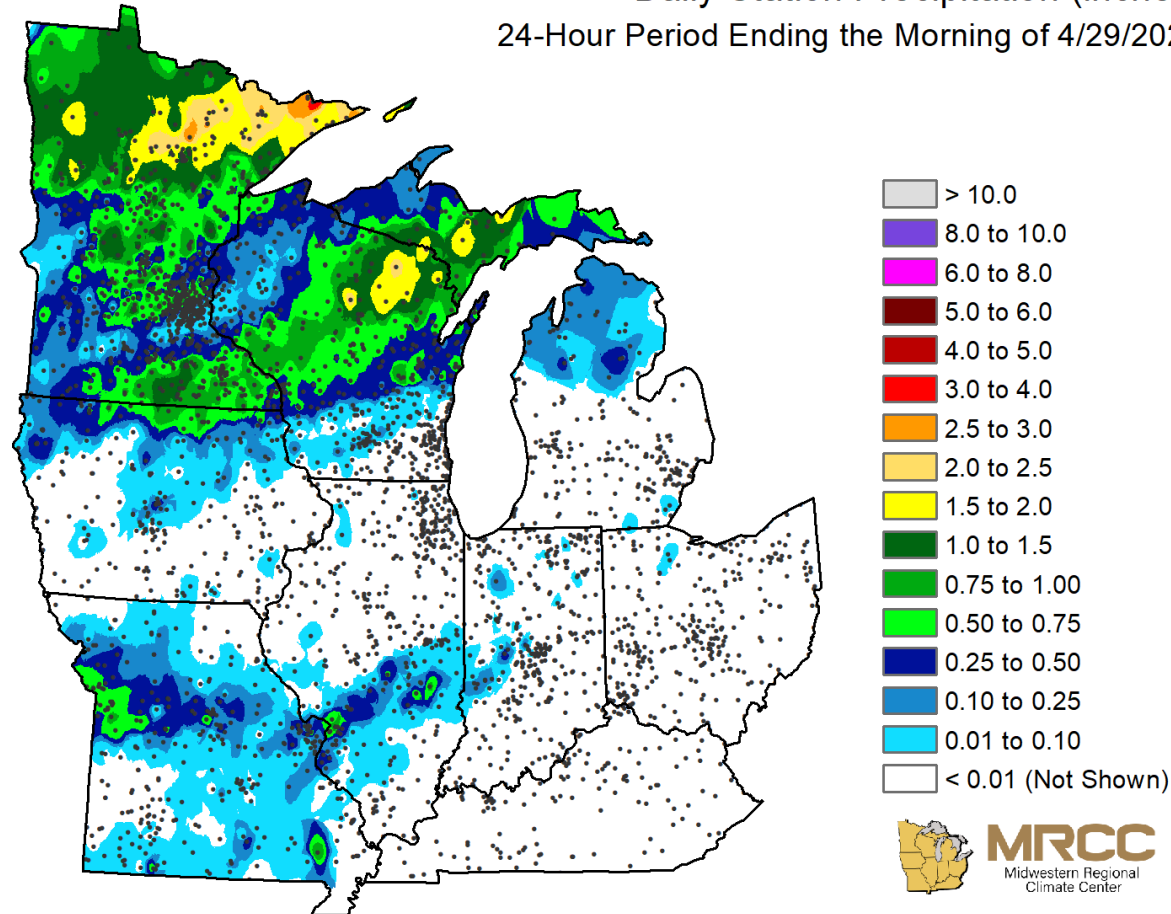 24-Hour Period Ending the Morning of
> 10.0
8.0 to 10.0
6.0 to 8.0
5.0 to 6.0
4.0 to 5.0
3.0 to 4.0
2.5 to 3.0
2.0 to 2.5
1.5 to 2.0
1.0 to 1.5
0.75 to 1.00
0.50 to 0.75
0.25 to 0.50
0.10 to 0.25
0.01 to 0.10
< 0.01 (Not Shown)
MRCC
Midwestern Regional
Climate Center